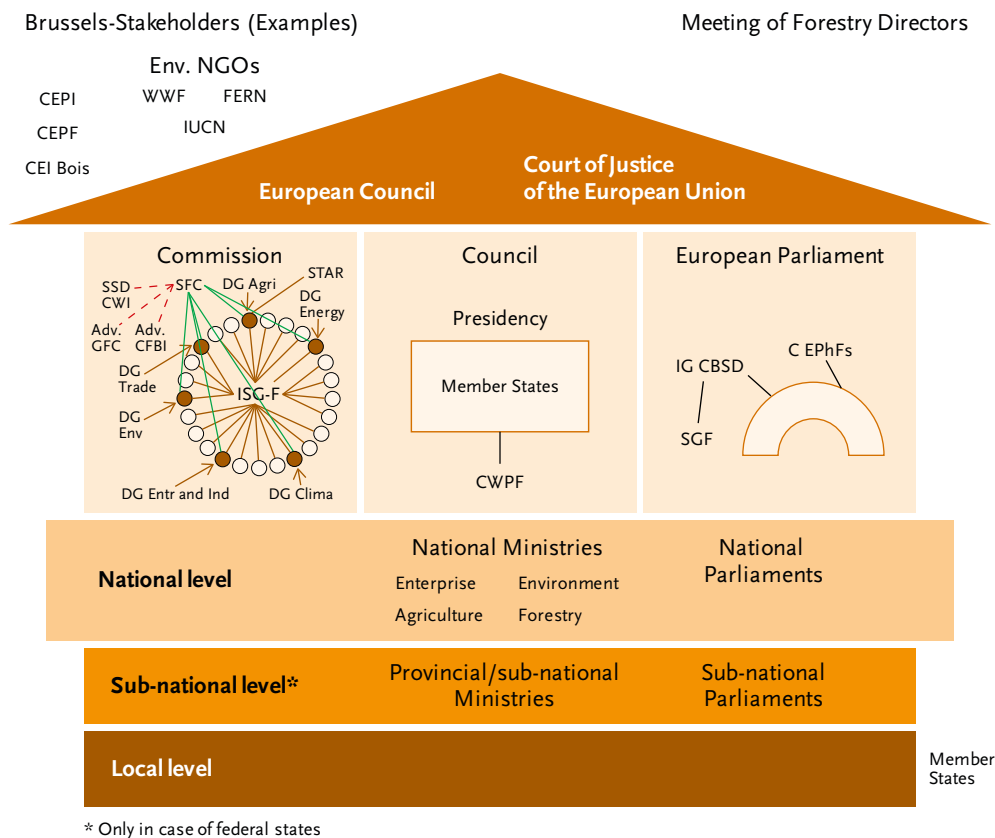 Brussels-Stakeholders (Examples)
Meeting of Forestry Directors
Env. NGOs
CEPI
WWF
FERN
CEPF
IUCN
CEI Bois
European Council
Court of Justice
of the European Union
Commission
SSD
CWI
SFC
DG Agri
STAR
DG
Energy
Adv.
GFC
Adv.
CFBI
DG
Trade
ISG-F
DG
Env
DG Entr and Ind
DG Clima
Council
Presidency
Member States
CWPF
European Parliament
IG CBSD
C EPhFs
SGF
National level
National Ministries
Enterprise
Environment
Agriculture
Forestry
National
Parliaments
Sub-national level*
Provincial/sub-national
Ministries
Sub-national
Parliaments
Local level
Member
States
* Only in case of federal states